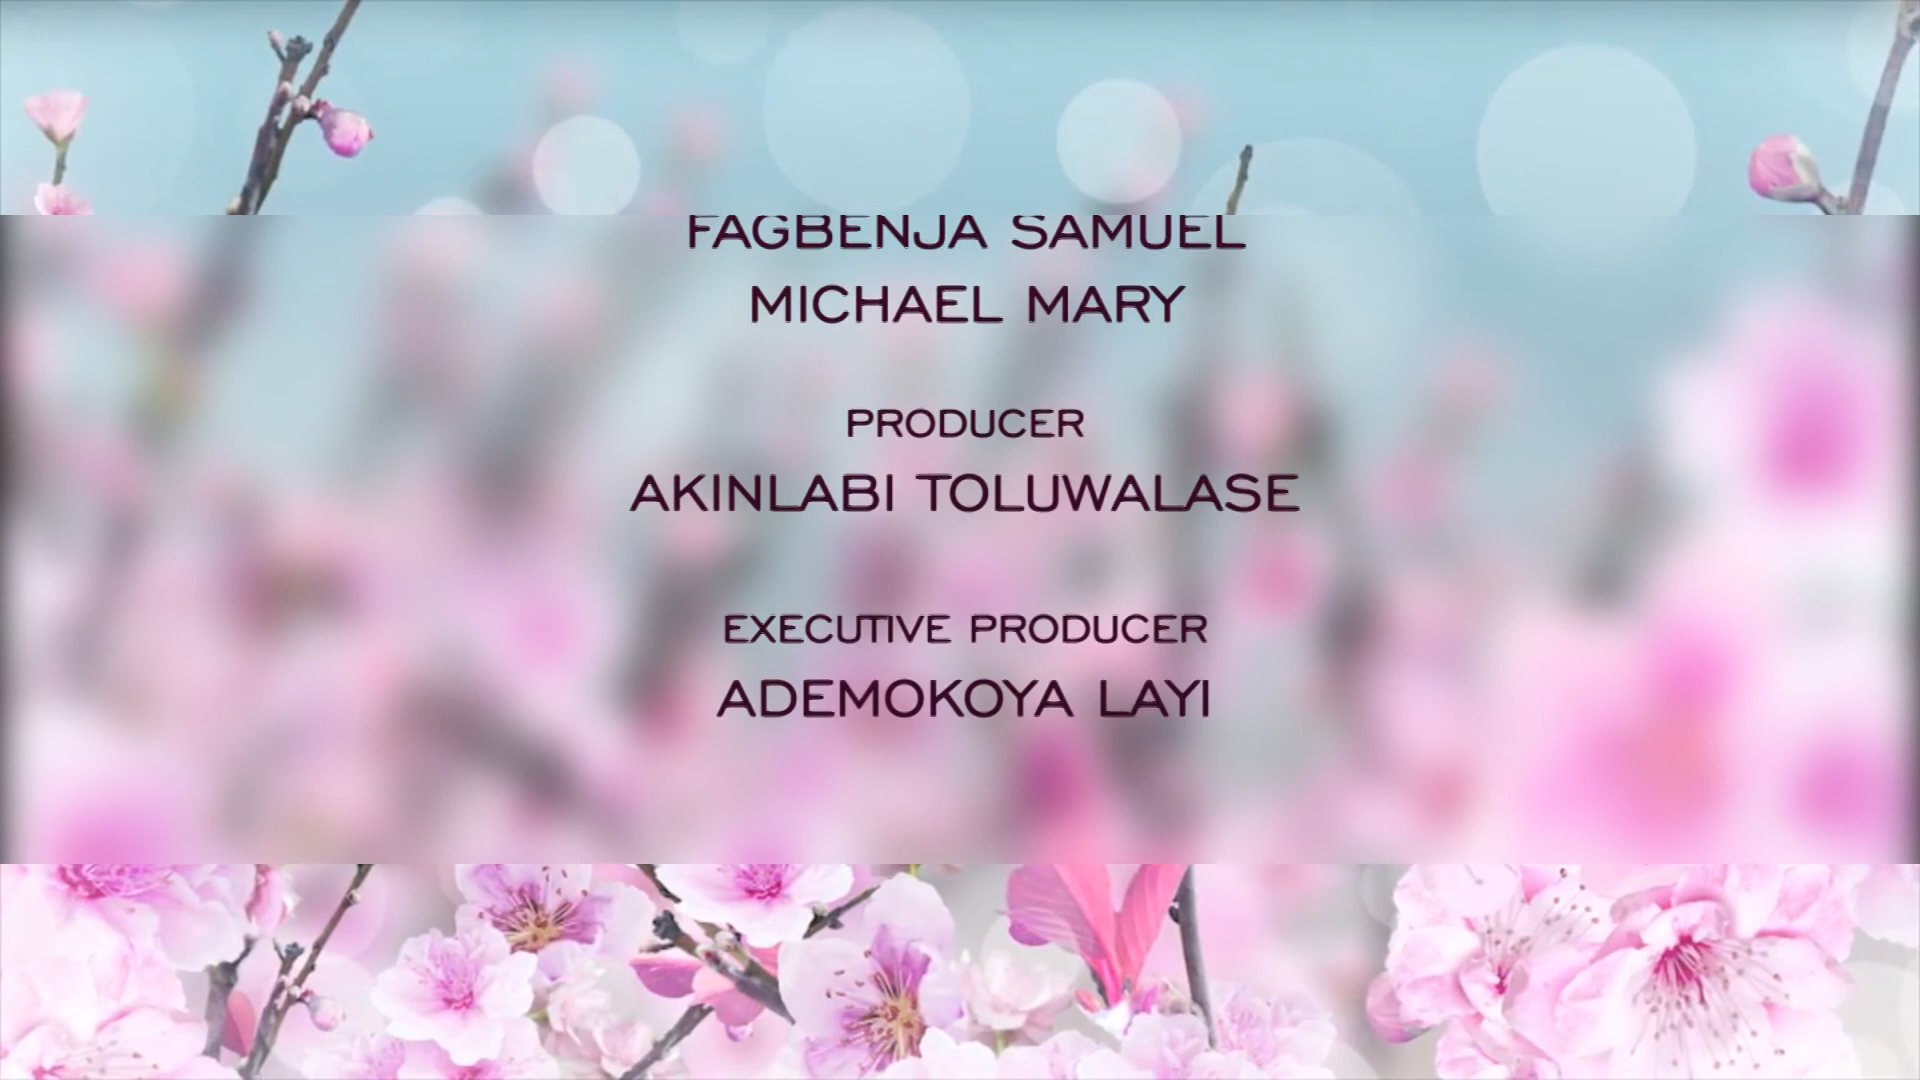 FAGBENJA SAMUEL
MICHAEL MARY
PRODUCER
AKINLABI TOLUWALASE
EXECUTIVE PRODUCER
ADEMOKOYA LAYI